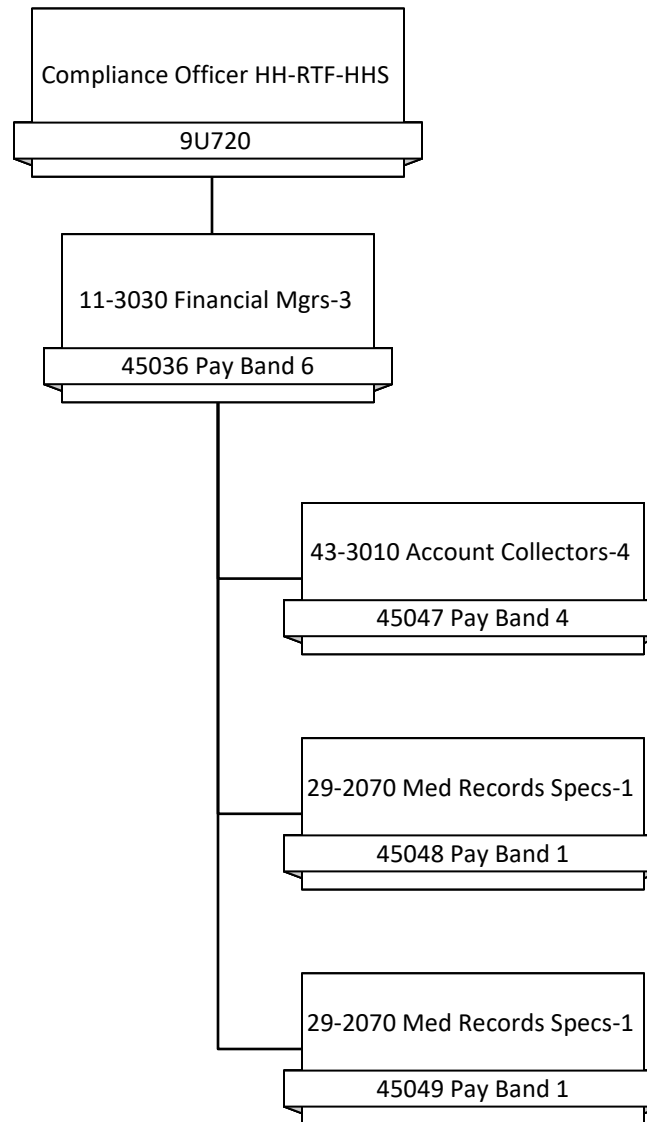 Compliance Officer HH-RTF-HHS
9U720
11-3030 Financial Mgrs-3
45036 Pay Band 6
43-3010 Account Collectors-4
45047 Pay Band 4
29-2070 Med Records Specs-1
45048 Pay Band 1
29-2070 Med Records Specs-1
45049 Pay Band 1